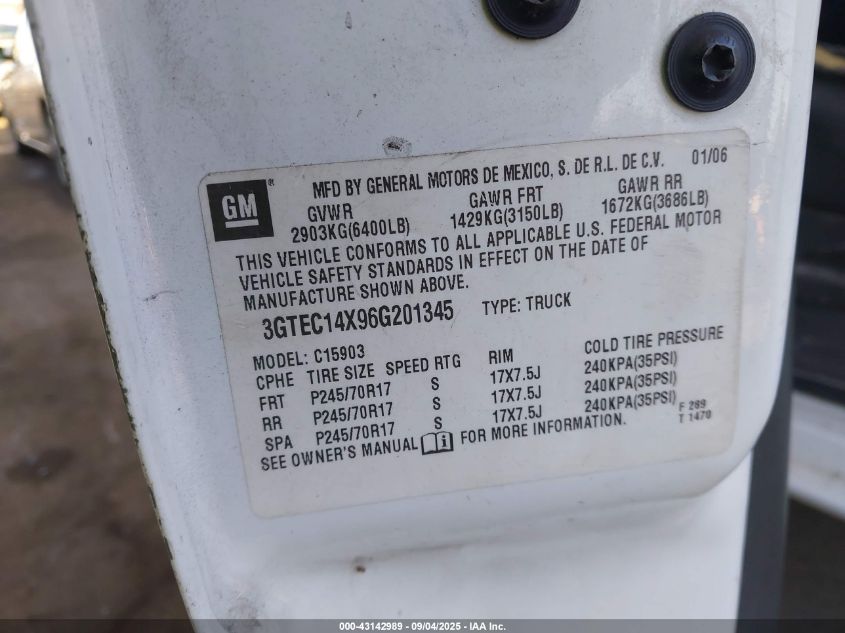 GM ® MFD BY GENERAL MOTORS DE MEXICO, S. DE R.L. DE C.V. 01/06
GVWR GAWR FRT GAWR RR
2903KG(6400LB) 1429KG(3150LB) 1672KG(3686LB)
THIS VEHICLE CONFORMS TO ALL APPLICABLE U.S. FEDERAL MOTOR
VEHICLE SAFETY STANDARDS IN EFFECT ON THE DATE OF
MANUFACTURE SHOWN ABOVE.
3GTEC14X96G201345 TYPE: TRUCK
MODEL: C15903
CPHE TIRE SIZE SPEED RTG RIM COLD TIRE PRESSURE
FRT P245/70R17 S 17X7.5J 240KPA(35PSI)
RR P245/70R17 S 17X7.5J 240KPA(35PSI)
SPA P245/70R17 S 17X7.5J 240KPA(35PSI)
SEE OWNER'S MANUAL FOR MORE INFORMATION.
F 289
T 1470
000-43142989 - 09/04/2025 - IAA Inc.